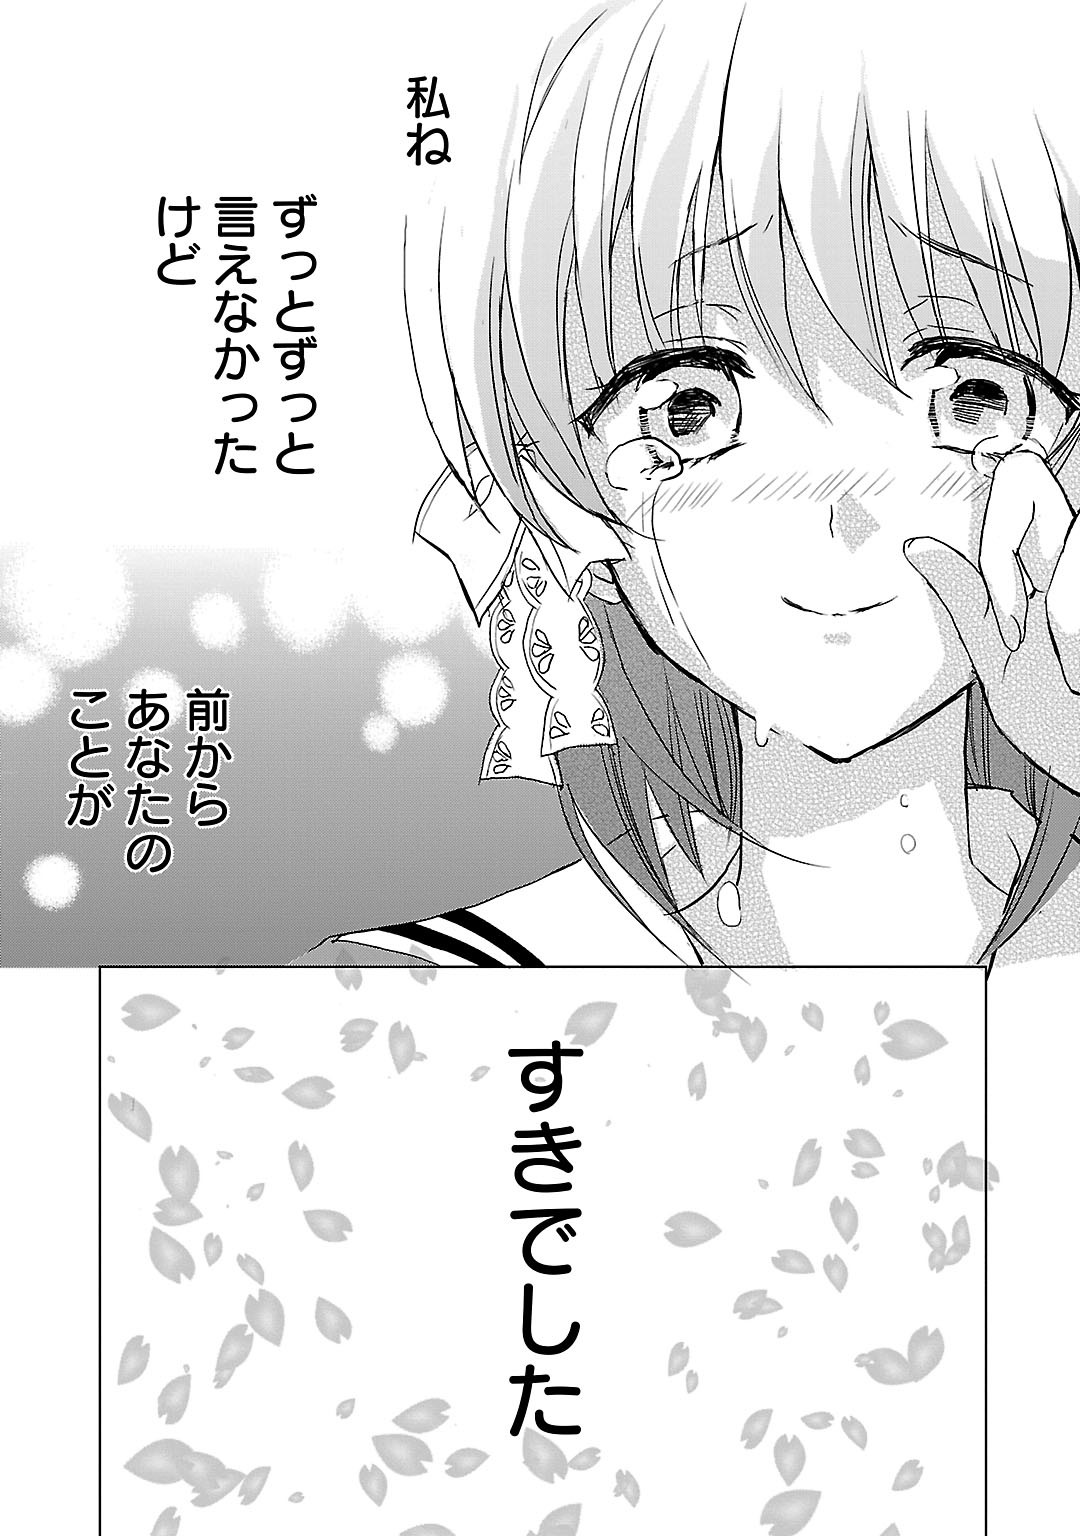 私ね
ずっとずっと
言えなかった
けど
前から
あなたの
ことが
すきでした